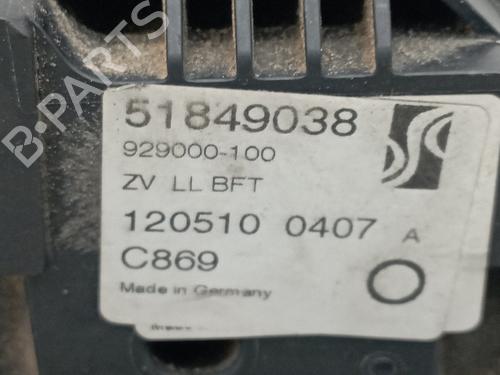 51849038
929000-100
ZV LL BFT
120510 0407 A
C869
Made in Germany
B-PARTS